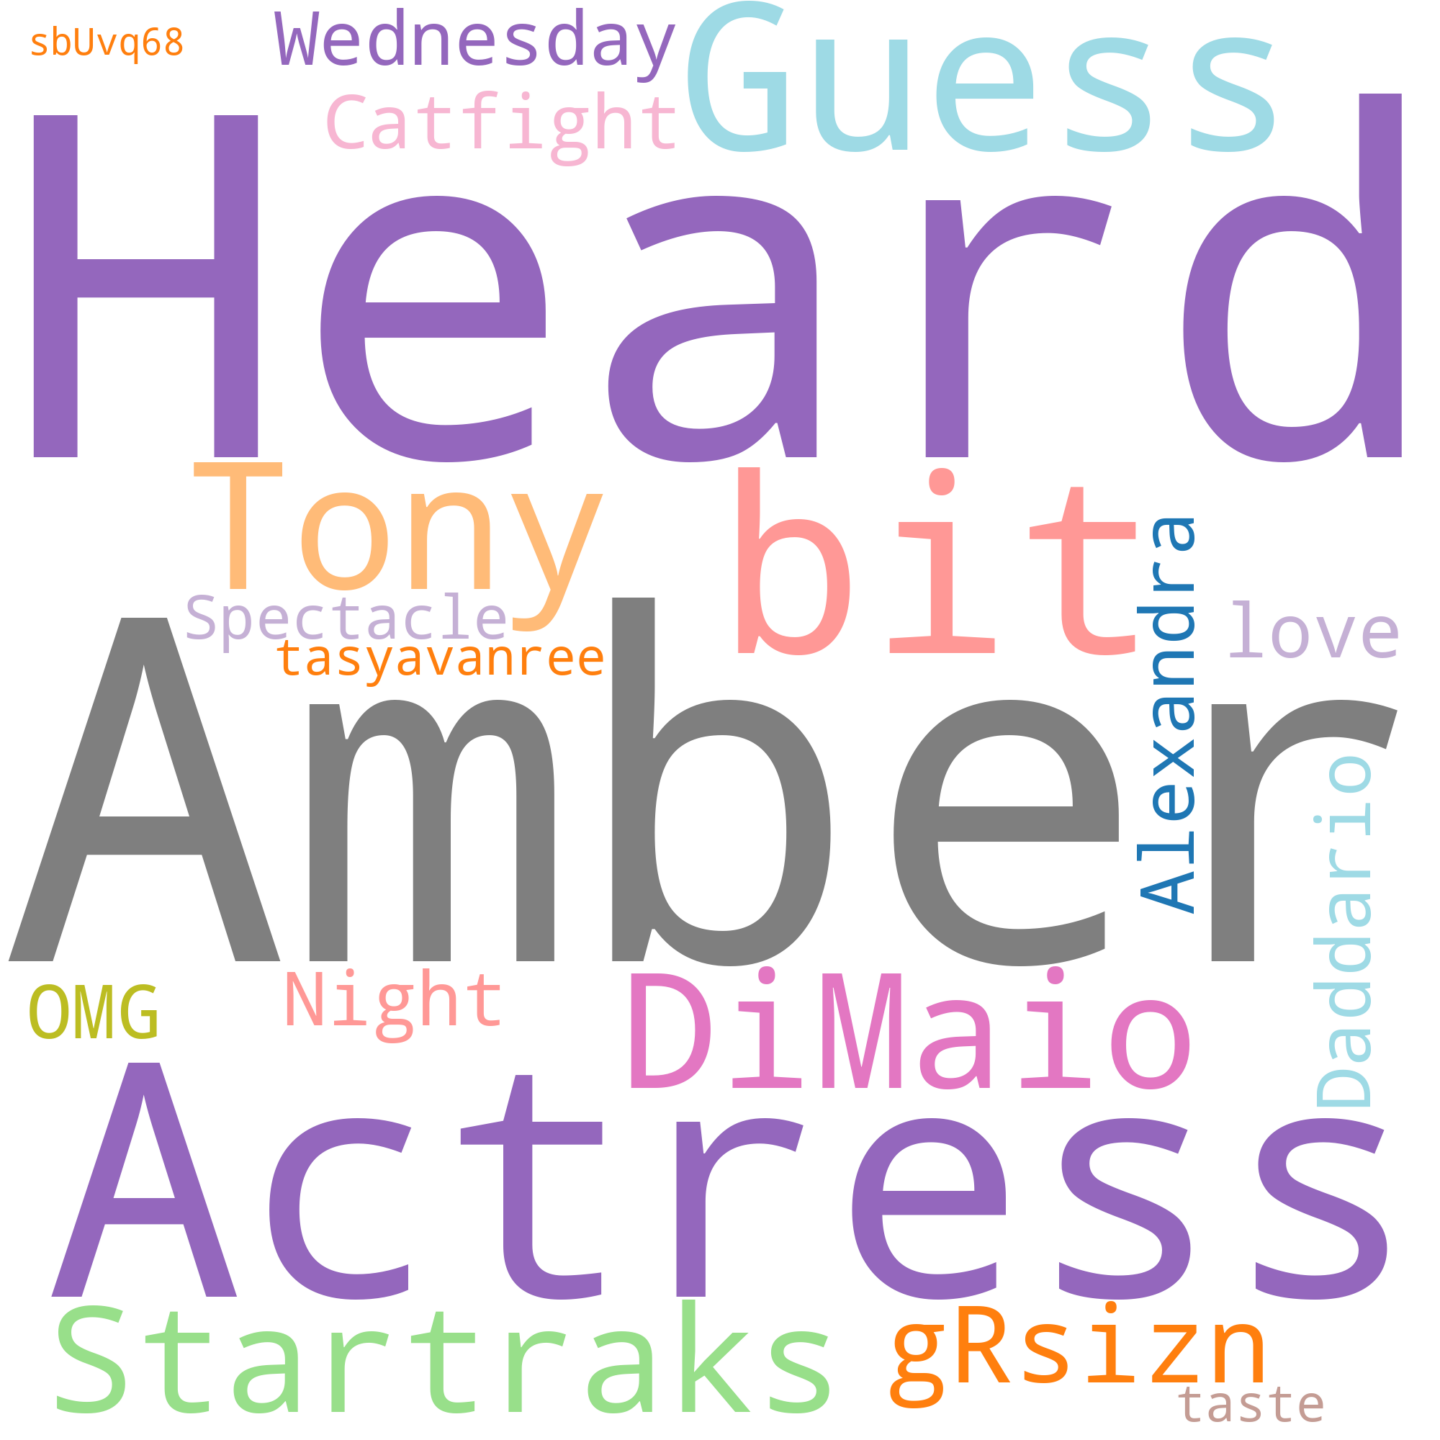 sbUvq68
Wednesday
Guess
Catfight
Heard
Tony
bit
Alexandra
Spectacle
love
tasyavanree
Amber
Daddario
OMG
Night
DiMaio
Actress
Startraks
gRsizn
taste